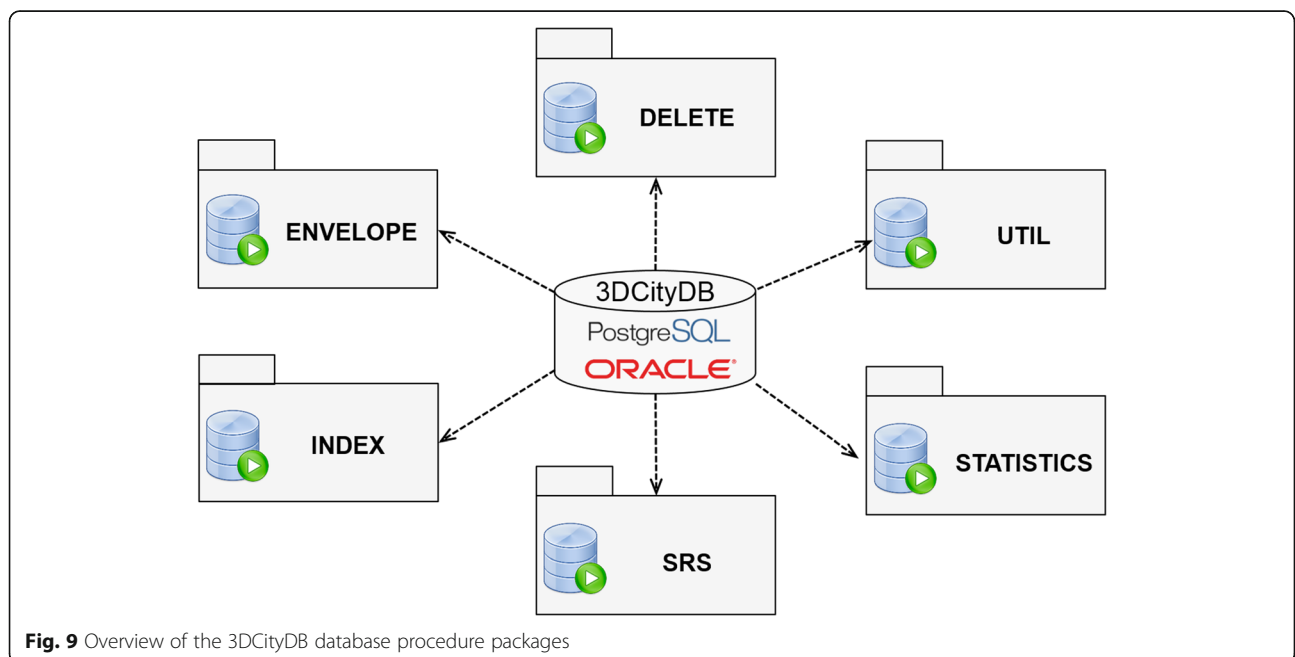 DELETE
ENVELOPE
UTIL
3DCityDB
PostgreSQL
ORACLE®
INDEX
STATISTICS
SRS
Fig. 9 Overview of the 3DCityDB database procedure packages